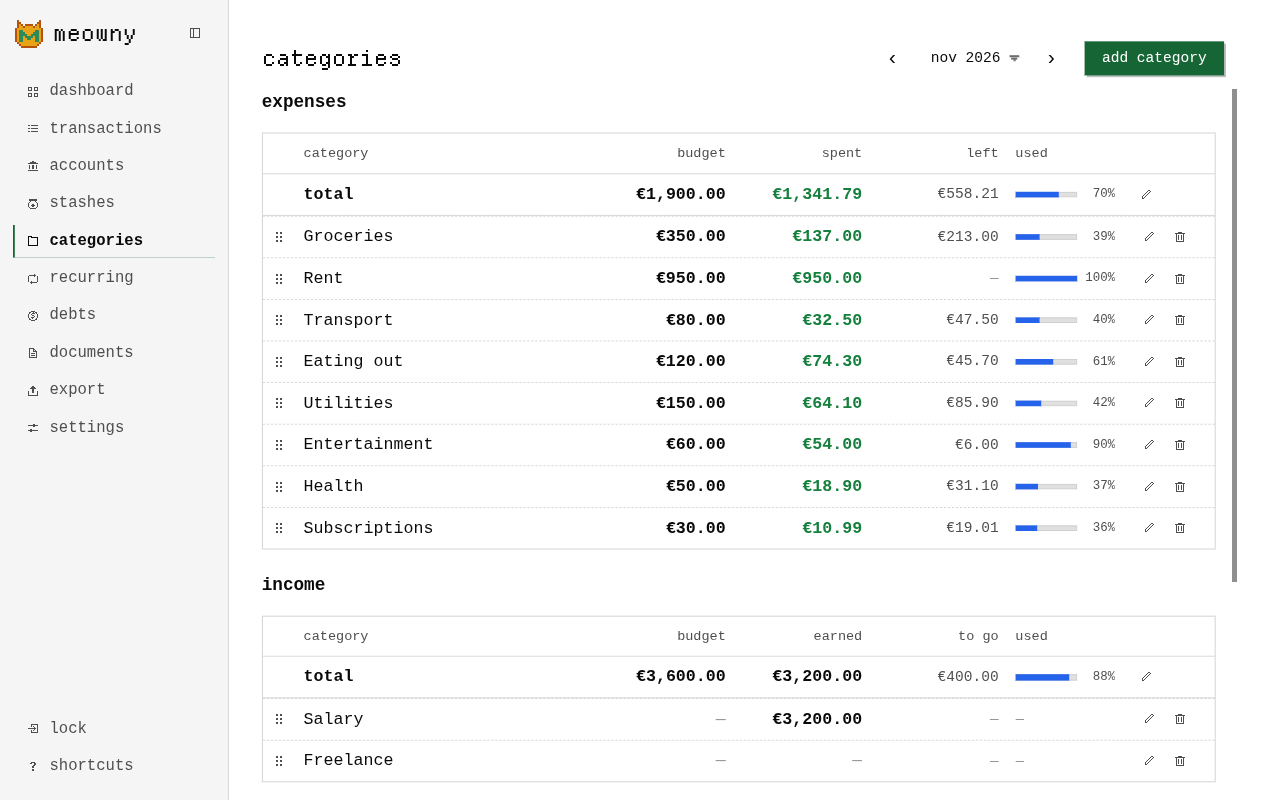 meowny
dashboard
transactions
accounts
stashes
categories
recurring
debts
documents
export
settings
lock
? shortcuts
categories
‹ nov 2026 ›
add category
expenses
category budget spent left used
total €1,900.00 €1,341.79 €558.21 70%
Groceries €350.00 €137.00 €213.00 39%
Rent €950.00 €950.00 — 100%
Transport €80.00 €32.50 €47.50 40%
Eating out €120.00 €74.30 €45.70 61%
Utilities €150.00 €64.10 €85.90 42%
Entertainment €60.00 €54.00 €6.00 90%
Health €50.00 €18.90 €31.10 37%
Subscriptions €30.00 €10.99 €19.01 36%
income
category budget earned to go used
total €3,600.00 €3,200.00 €400.00 88%
Salary — €3,200.00 — —
Freelance — — — —